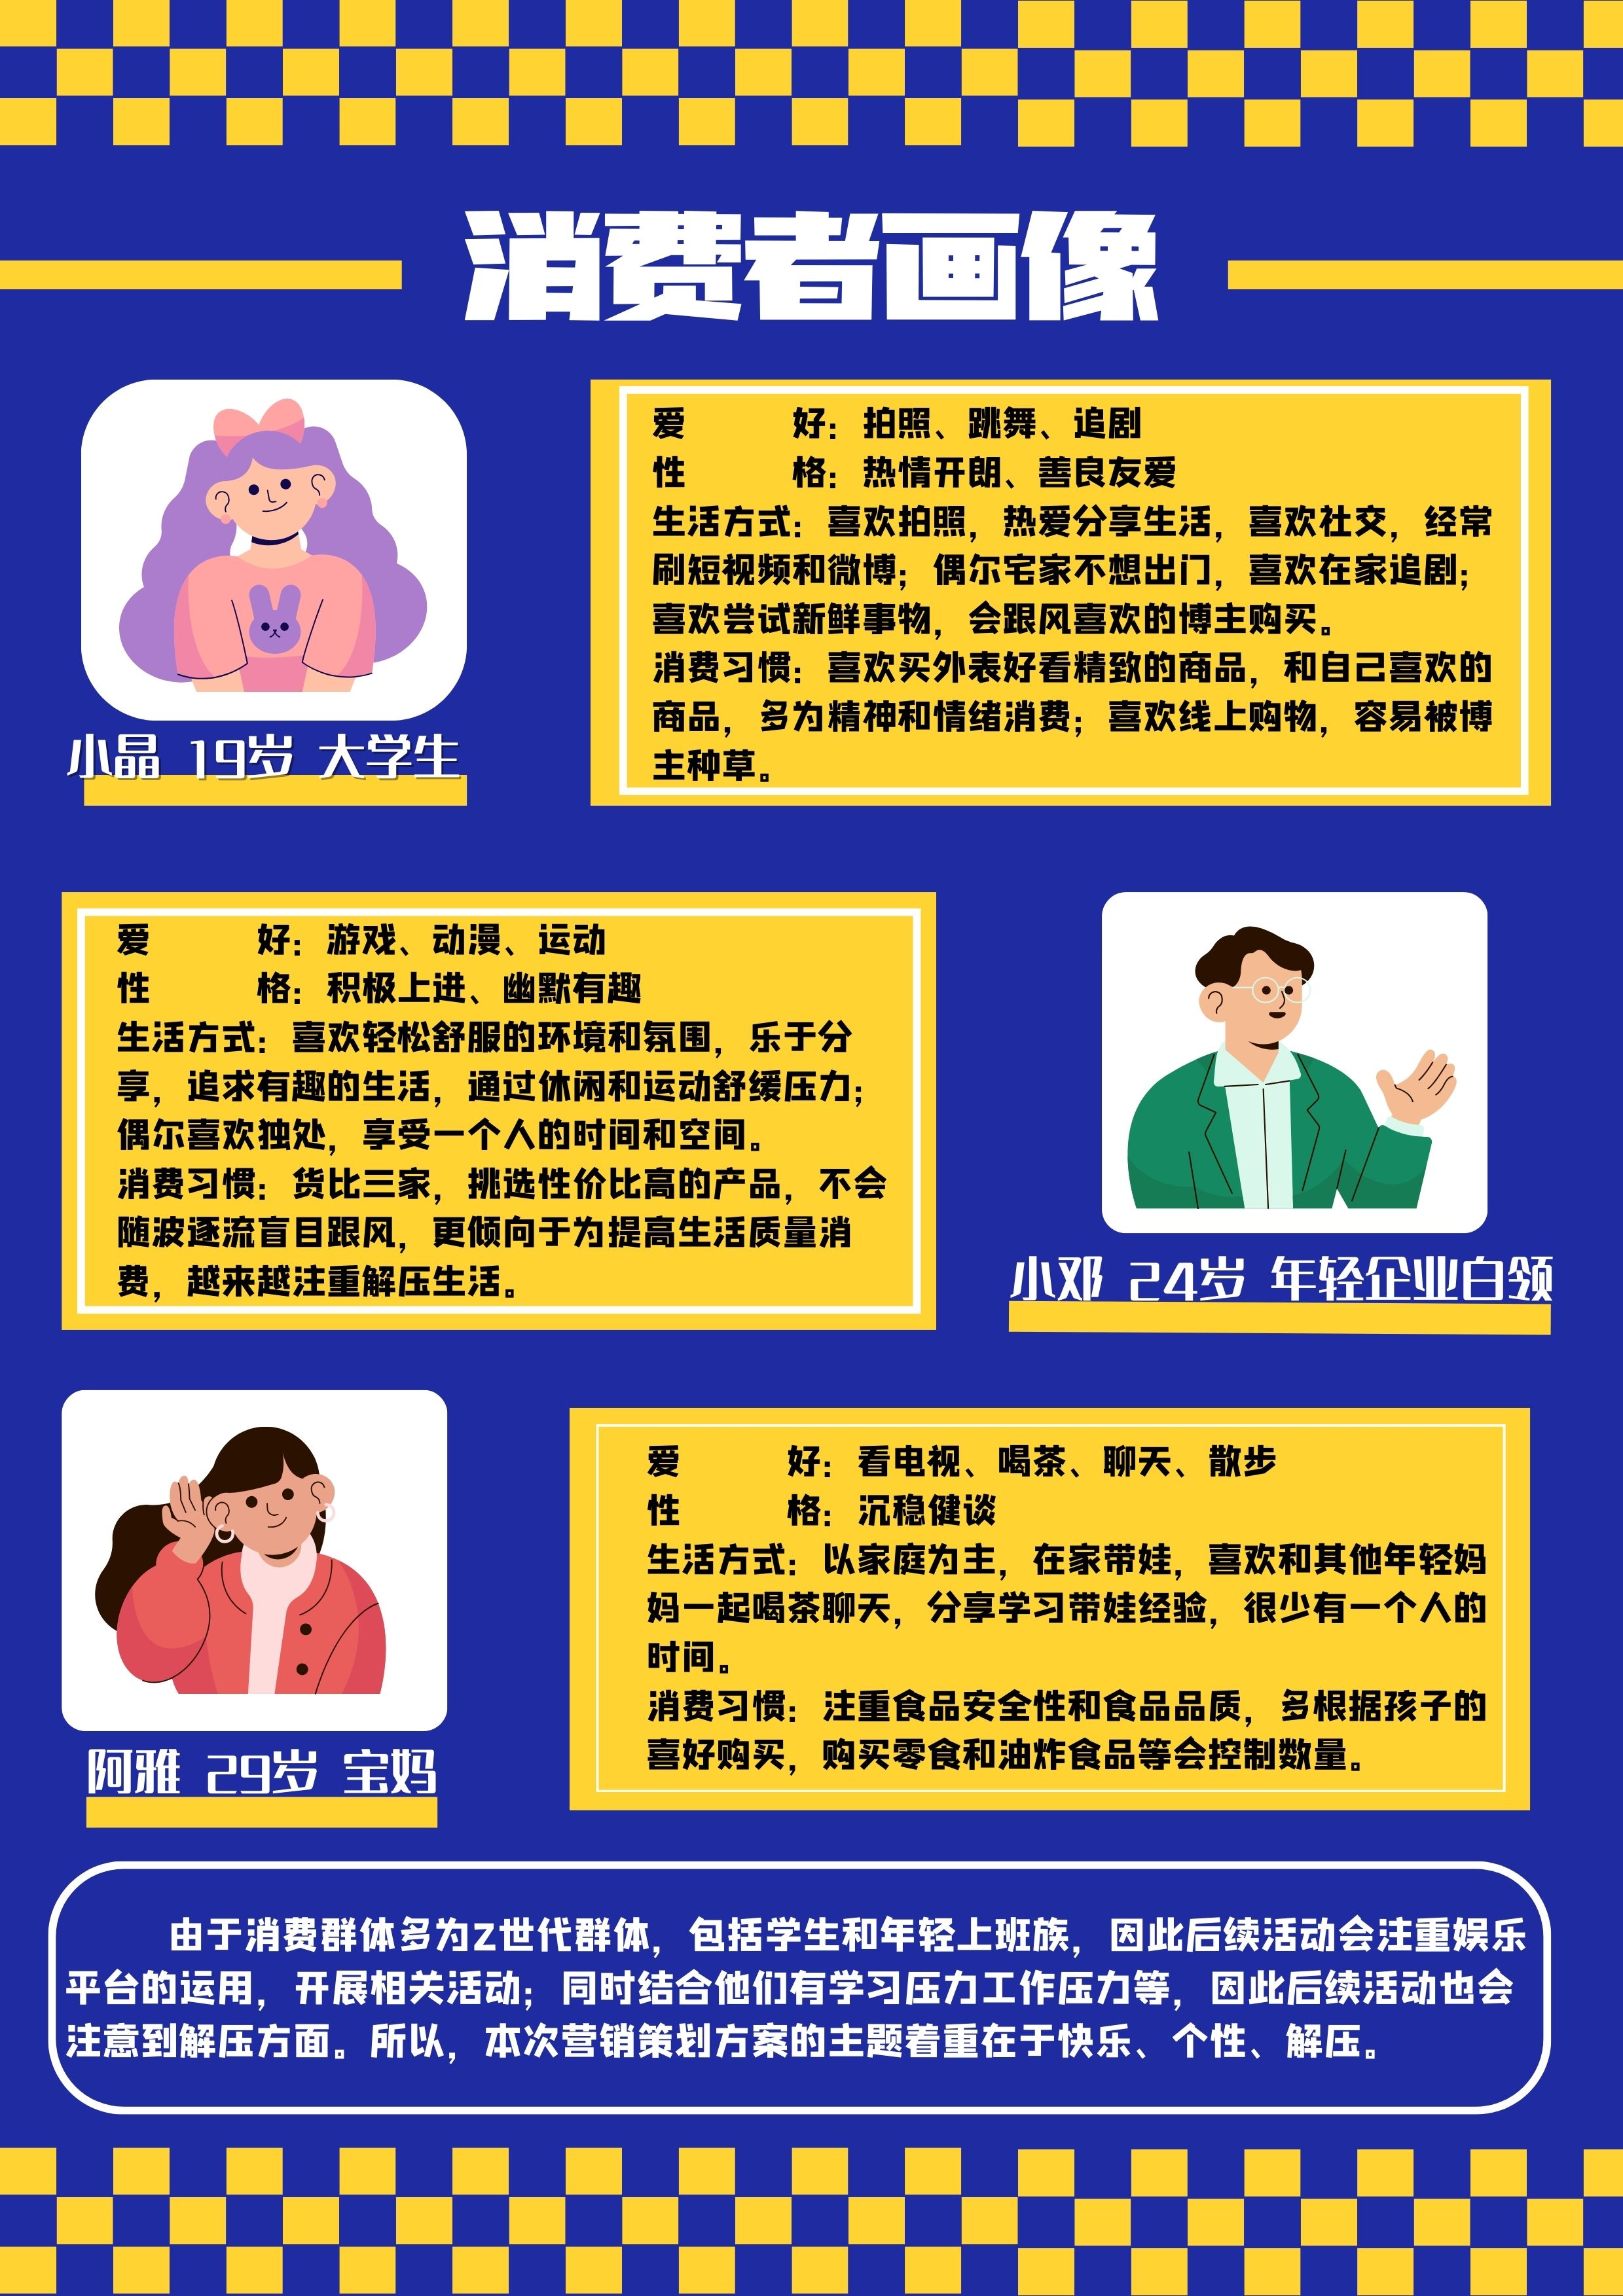 消费者画像
爱　　　好：拍照、跳舞、追剧
性　　　格：热情开朗、善良友爱
生活方式：喜欢拍照，热爱分享生活，喜欢社交，经常
刷短视频和微博；偶尔宅家不想出门，喜欢在家追剧；
喜欢尝试新鲜事物，会跟风喜欢的博主购买。
消费习惯：喜欢买外表好看精致的商品，和自己喜欢的
商品，多为精神和情绪消费；喜欢线上购物，容易被博
主种草。
小晶 19岁 大学生
爱　　　好：游戏、动漫、运动
性　　　格：积极上进、幽默有趣
生活方式：喜欢轻松舒服的环境和氛围，乐于分
享，追求有趣的生活，通过休闲和运动舒缓压力；
偶尔喜欢独处，享受一个人的时间和空间。
消费习惯：货比三家，挑选性价比高的产品，不会
随波逐流盲目跟风，更倾向于为提高生活质量消
费，越来越注重解压生活。
小邓 24岁 年轻企业白领
爱　　　好：看电视、喝茶、聊天、散步
性　　　格：沉稳健谈
生活方式：以家庭为主，在家带娃，喜欢和其他年轻妈
妈一起喝茶聊天，分享学习带娃经验，很少有一个人的
时间。
消费习惯：注重食品安全性和食品品质，多根据孩子的
喜好购买，购买零食和油炸食品等会控制数量。
阿雅 29岁 宝妈
由于消费群体多为Z世代群体，包括学生和年轻上班族，因此后续活动会注重娱乐
平台的运用，开展相关活动；同时结合他们有学习压力工作压力等，因此后续活动也会
注意到解压方面。所以，本次营销策划方案的主题着重在于快乐、个性、解压。